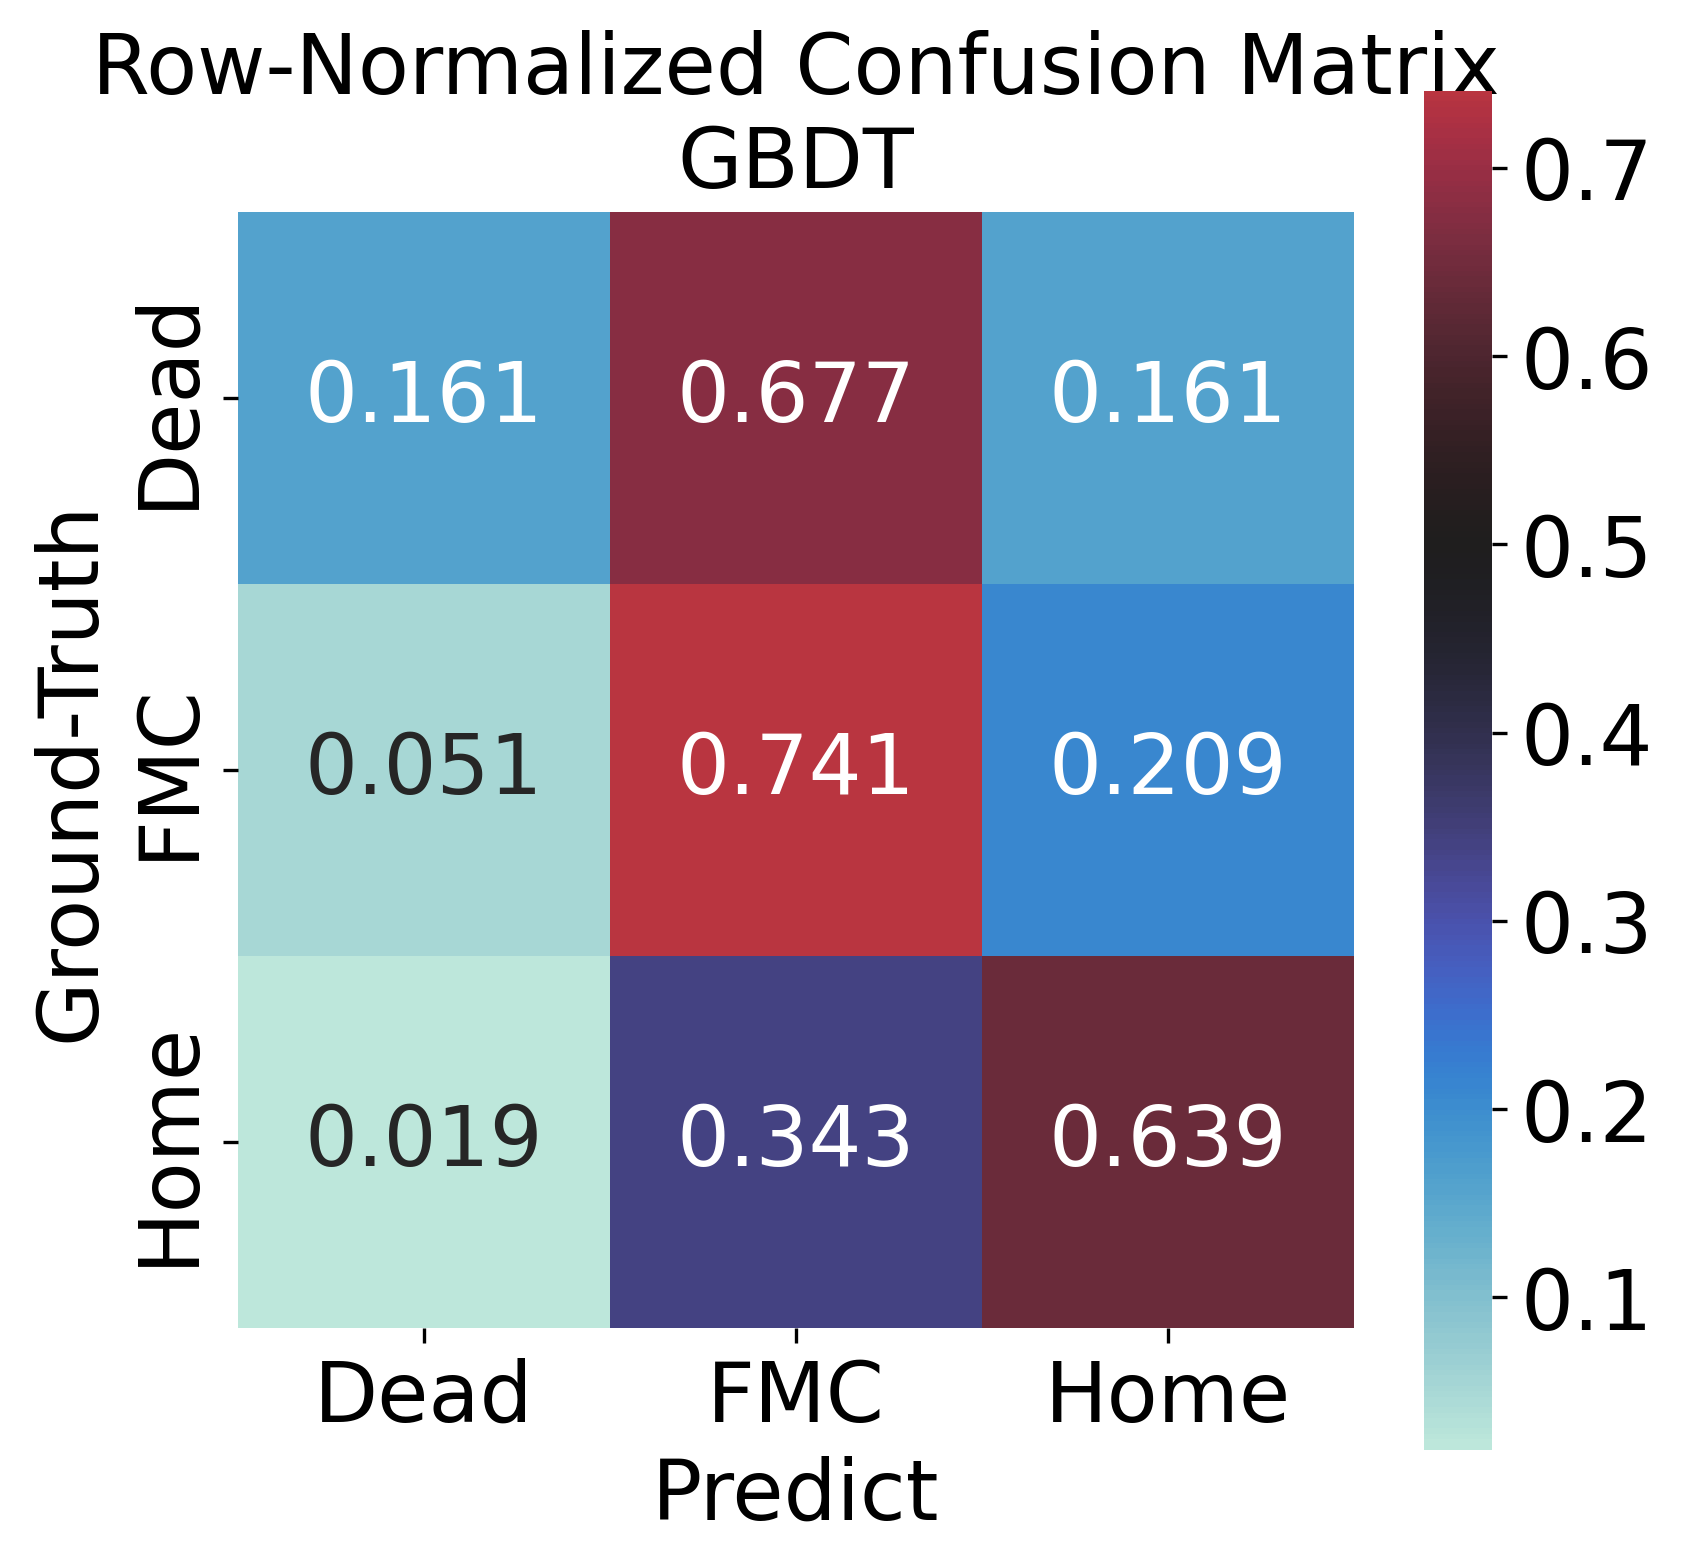 Row-Normalized Confusion Matrix
GBDT
Ground-Truth
Dead
0.161 0.677 0.161
FMC
0.051 0.741 0.209
Home
0.019 0.343 0.639
Dead FMC Home
Predict
0.7
0.6
0.5
0.4
0.3
0.2
0.1